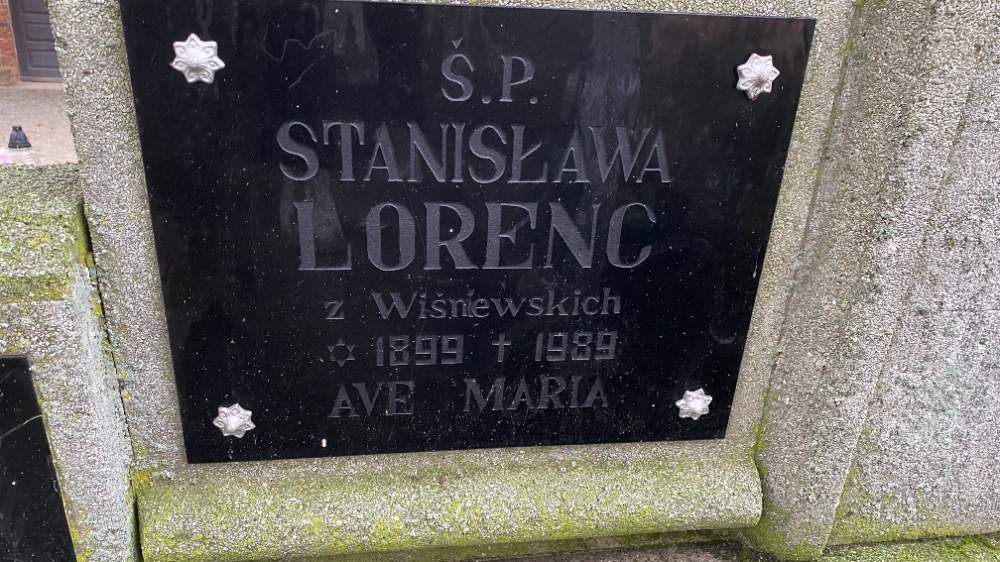 Ś.P.
STANISŁAWA
LORENC
z Wiśniewskich
✡ 1899 † 1989
AVE MARIA